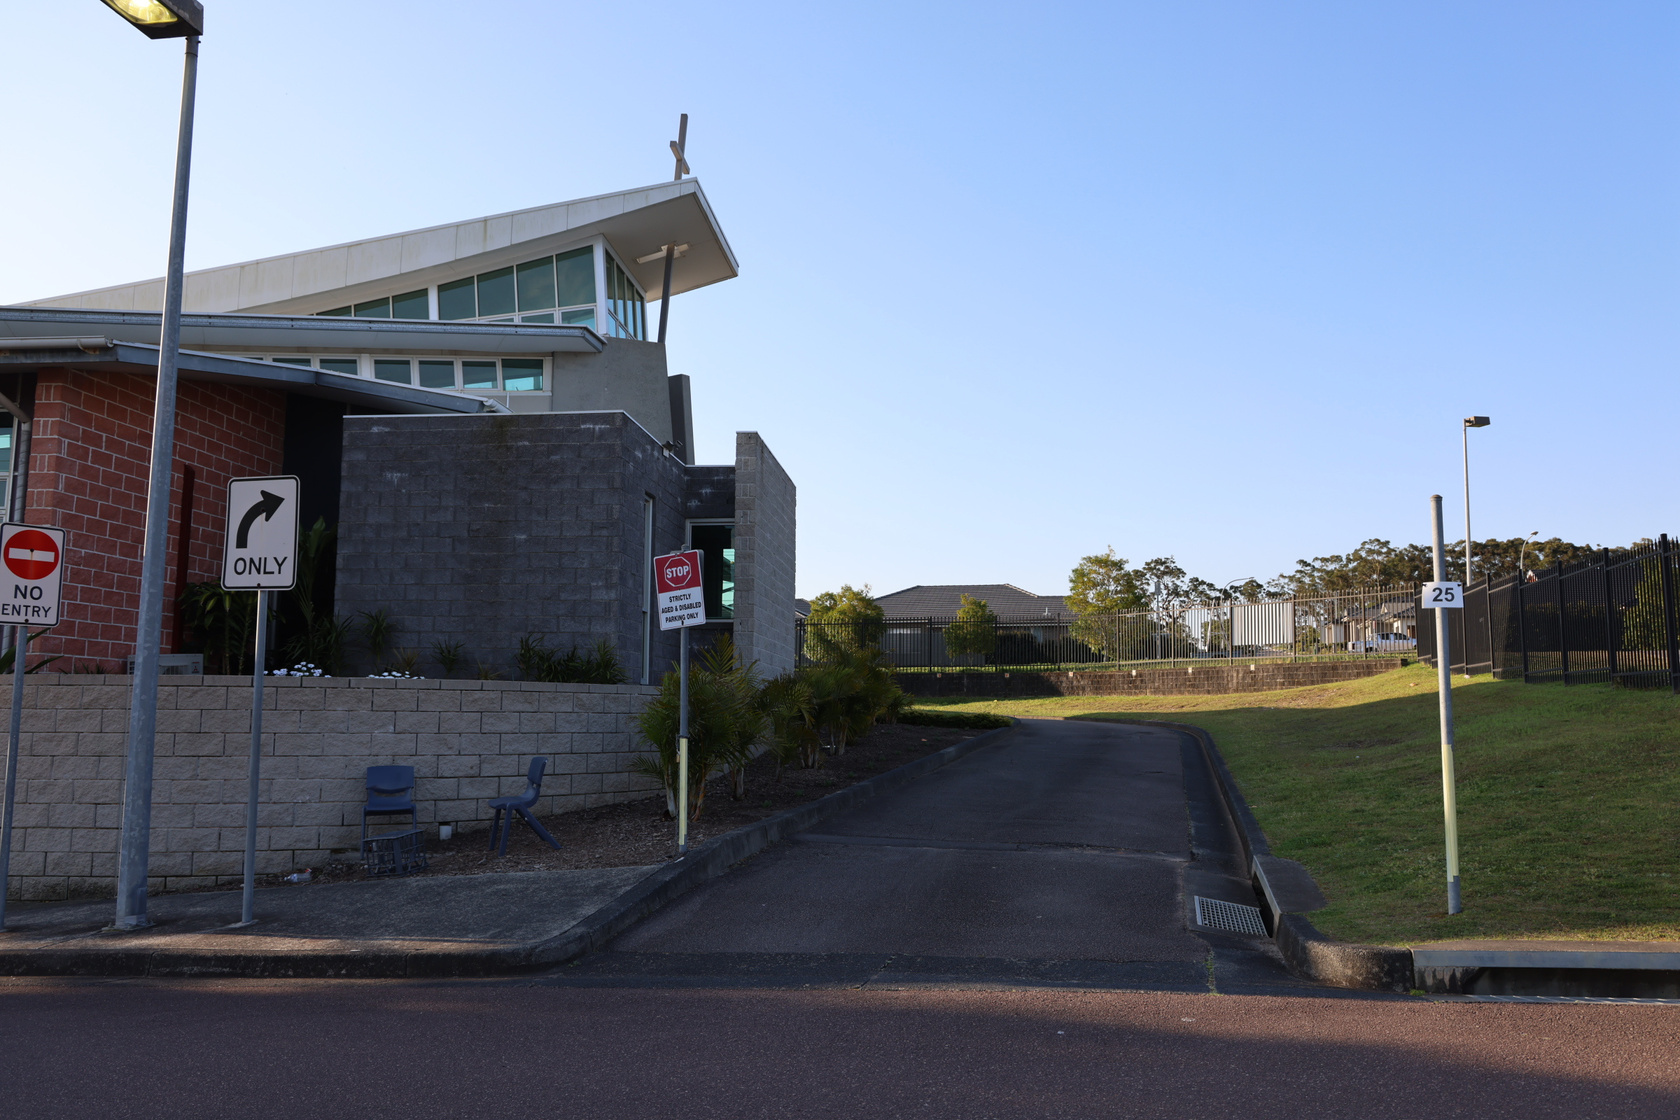 NO
ENTRY
ONLY
STOP
STRICTLY
AGED & DISABLED
PARKING ONLY
25